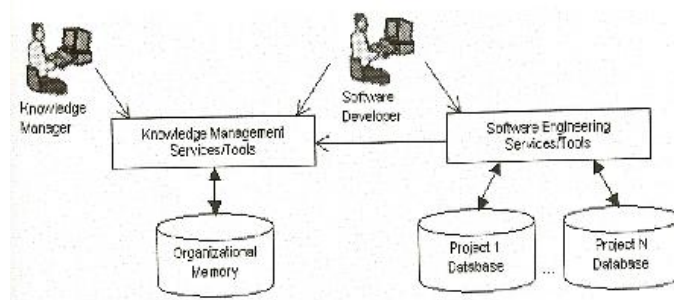 Knowledge
Manager
Software
Developer
Knowledge Management
Services/Tools
Software Engineering
Services/Tools
Organizational
Memory
Project 1
Database
...
Project N
Database